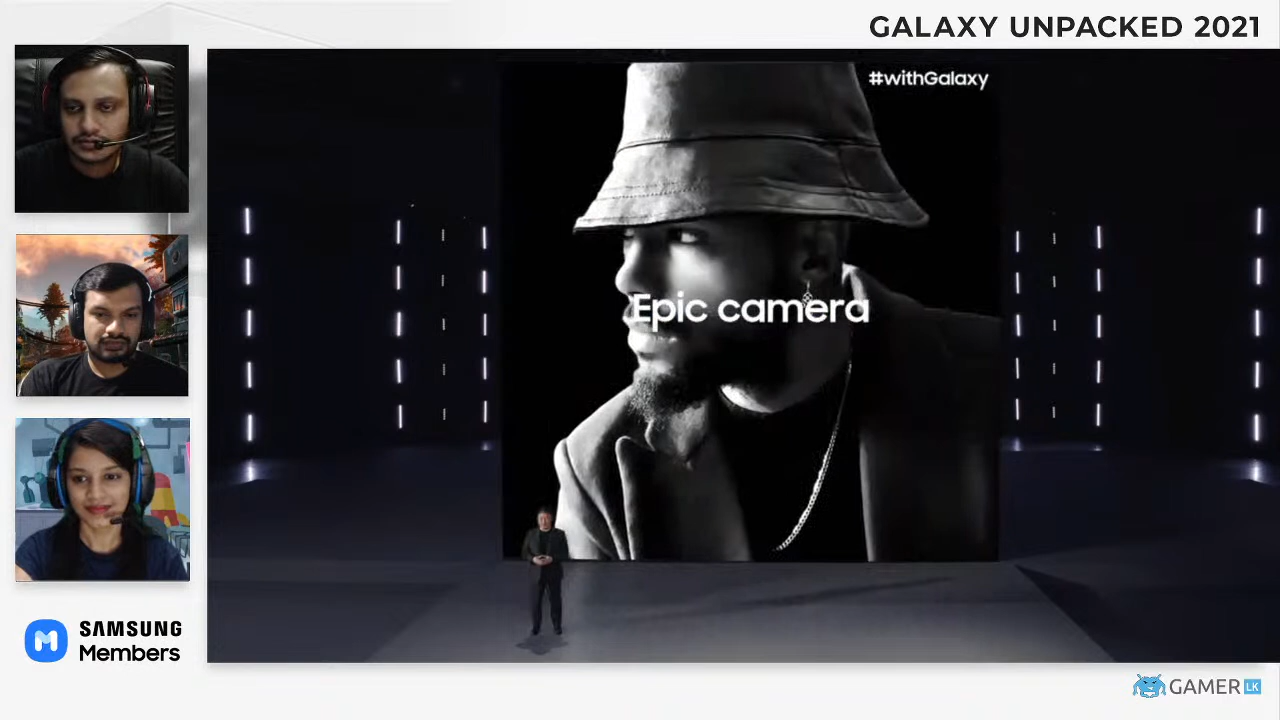 GALAXY UNPACKED 2021
#withGalaxy
Epic camera
SAMSUNG
Members
GAMER LK